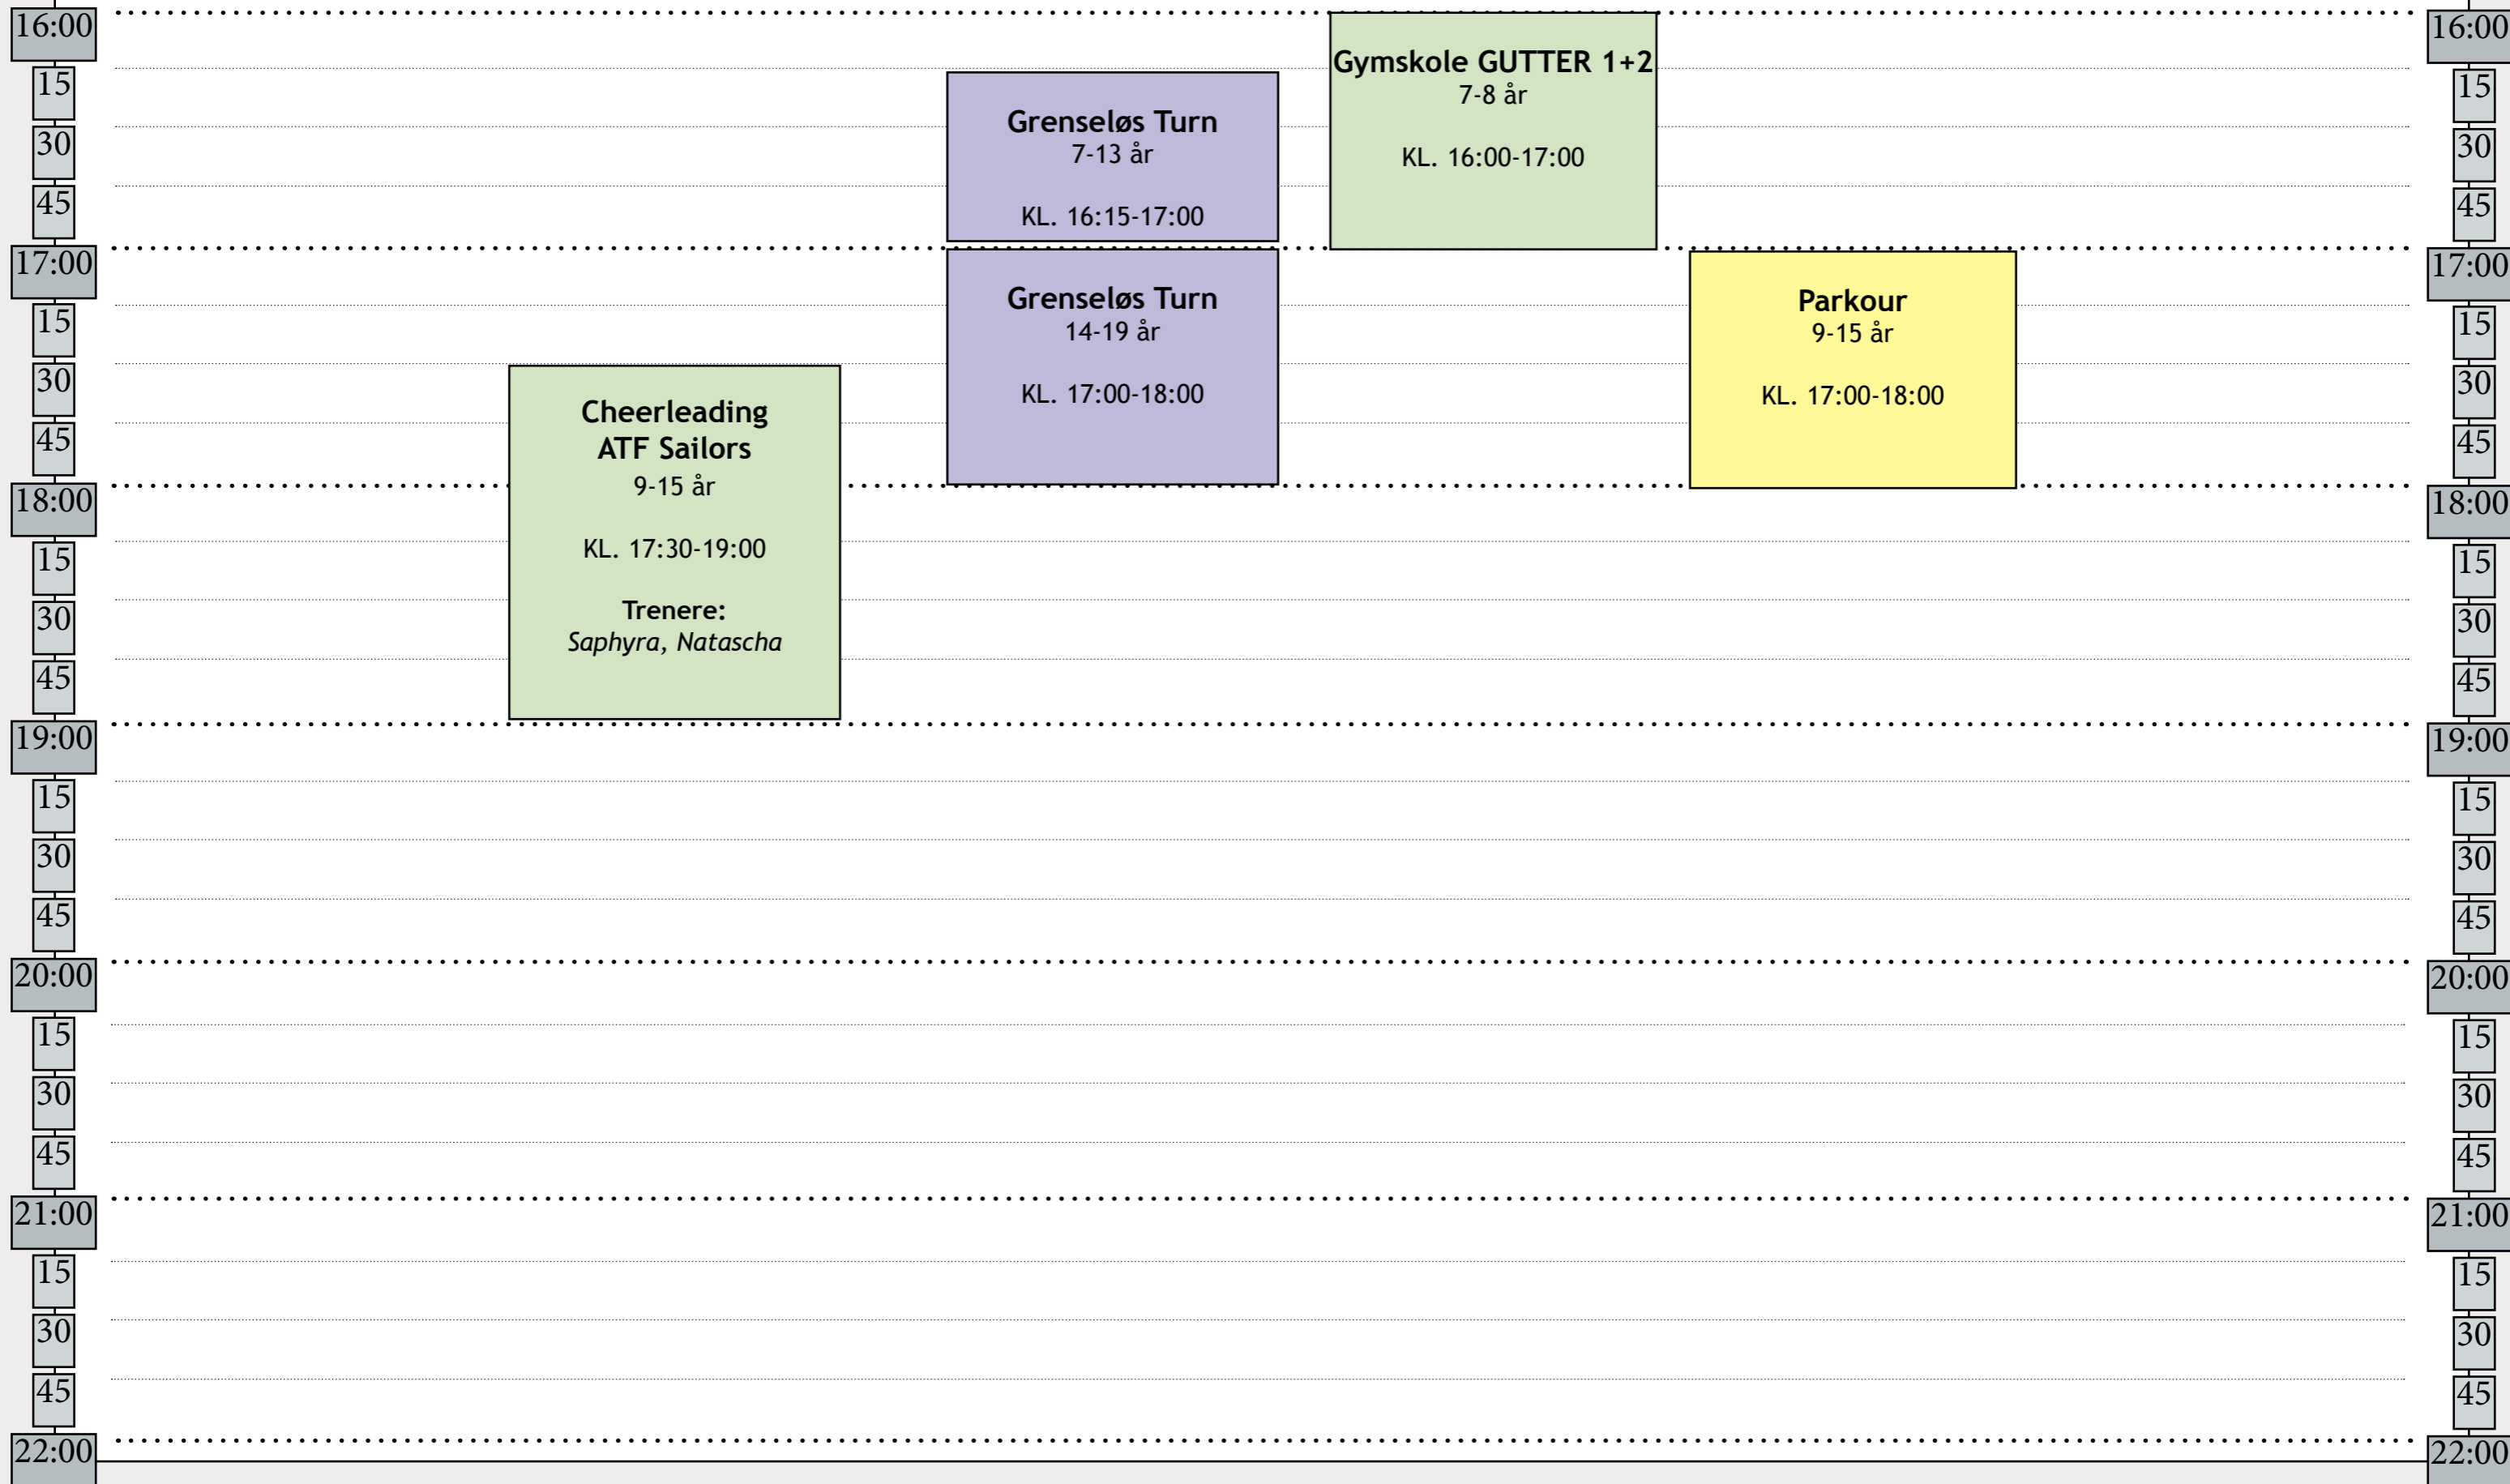 16:00
15
30
45
17:00
15
30
45
18:00
15
30
45
19:00
15
30
45
20:00
15
30
45
21:00
15
30
45
22:00
Cheerleading
ATF Sailors
9-15 år
KL. 17:30-19:00
Trenere:
Saphyra, Natascha
Grenseløs Turn
7-13 år
KL. 16:15-17:00
Grenseløs Turn
14-19 år
KL. 17:00-18:00
Gymskole GUTTER 1+2
7-8 år
KL. 16:00-17:00
Parkour
9-15 år
KL. 17:00-18:00
16:00
15
30
45
17:00
15
30
45
18:00
15
30
45
19:00
15
30
45
20:00
15
30
45
21:00
15
30
45
22:00